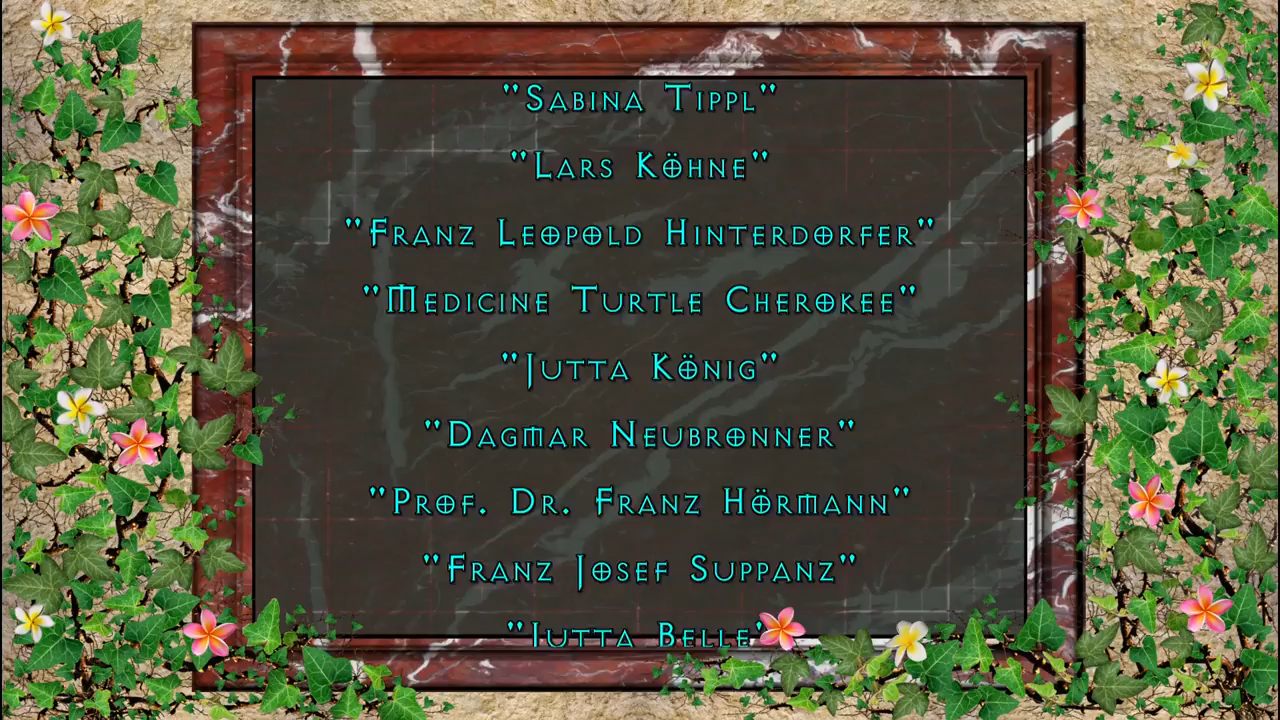 "Sabina Tippl"
"Lars Köhne"
"Franz Leopold Hinterdorfer"
"Medicine Turtle Cherokee"
"Jutta König"
"Dagmar Neubronner"
"Prof. Dr. Franz Hörmann"
"Franz Josef Suppanz"
"Jutta Belle"